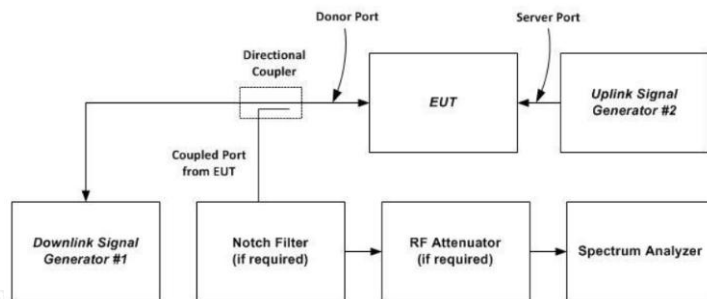 Donor Port
Server Port
Directional
Coupler
EUT
Uplink Signal
Generator #2
Coupled Port
from EUT
Downlink Signal
Generator #1
Notch Filter
(if required)
RF Attenuator
(if required)
Spectrum Analyzer